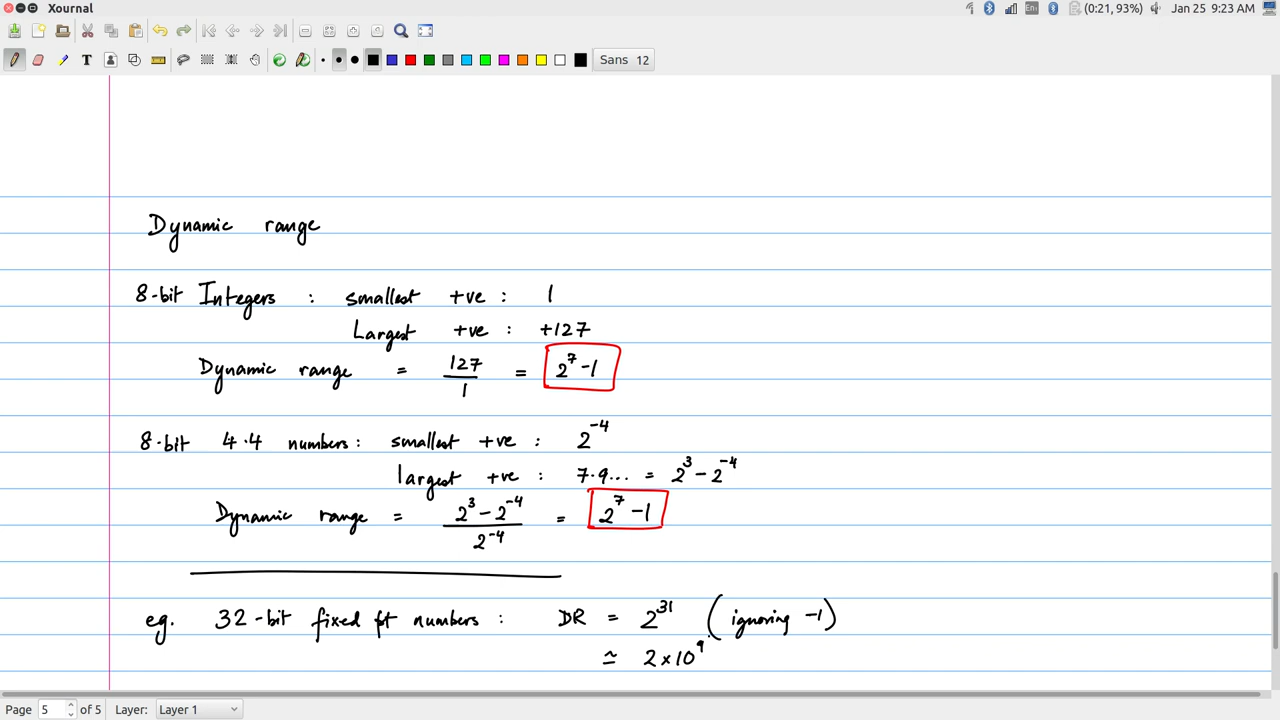 Xournal
(0:21, 93%) Jan 25 9:23 AM
Sans 12
Dynamic range
8-bit Integers : smallest +ve : 1
Largest +ve : +127
Dynamic range = 127/1 = 2^7 - 1
8-bit 4.4 numbers: smallest +ve : 2^-4
largest +ve : 7.9... = 2^3 - 2^-4
Dynamic range = (2^3 - 2^-4)/2^-4 = 2^7 - 1
eg. 32-bit fixed pt numbers : DR = 2^31 (ignoring -1)
≃ 2×10^9
Page 5 of 5 Layer: Layer 1